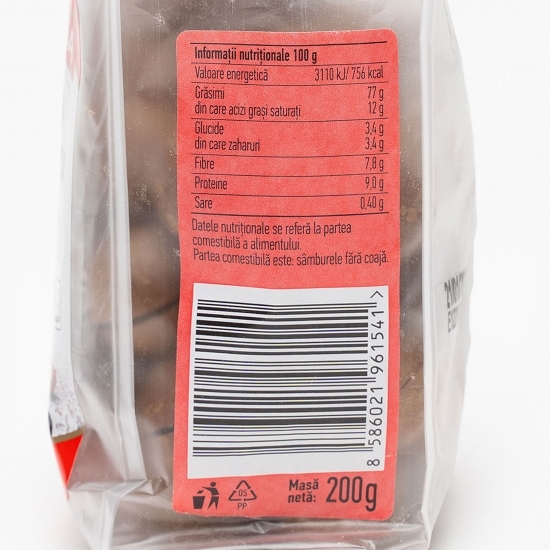 Informații nutriționale 100 g
Valoare energetică 3110 kJ/ 756 kcal
Grăsimi 77 g
din care acizi grași saturați 12 g
Glucide 3,4 g
din care zaharuri 3,4 g
Fibre 7,8 g
Proteine 9,0 g
Sare 0,40 g
Datele nutriționale se referă la partea
comestibilă a alimentului.
Partea comestibilă este: sâmburele fără coajă.
8 586021 961541 >
05
PP
Masă
netă: 200g